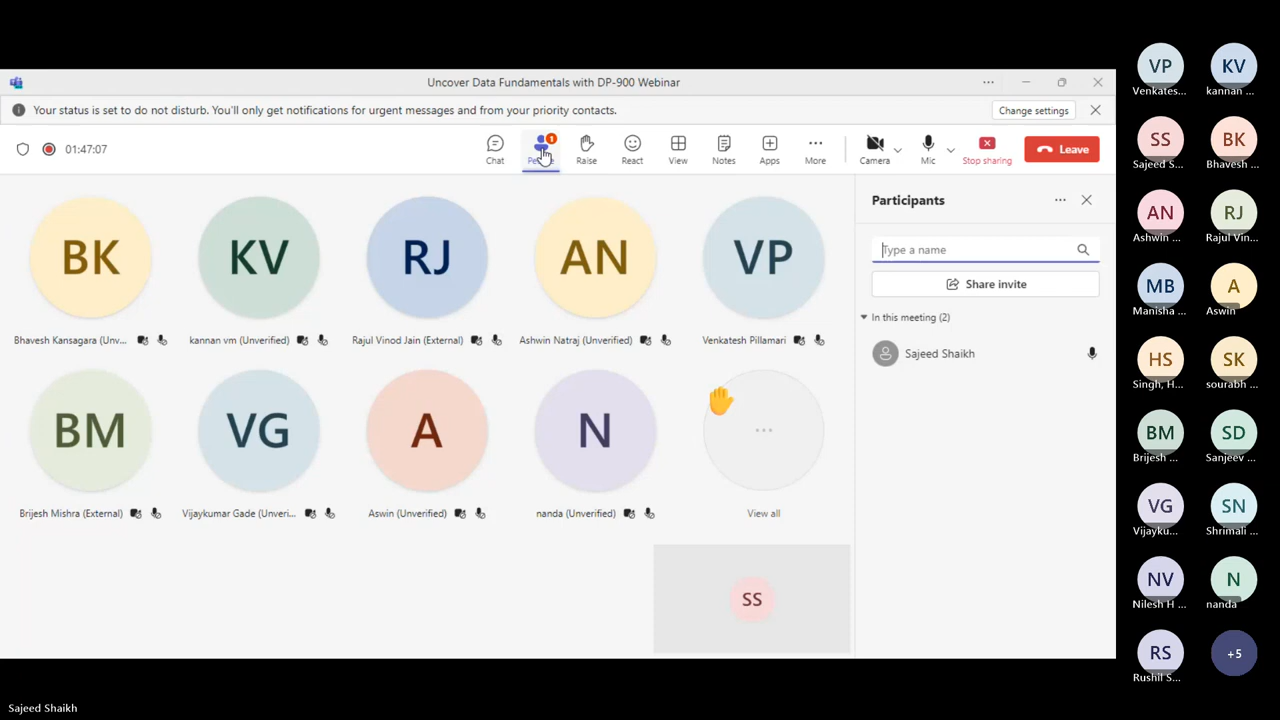 Uncover Data Fundamentals with DP-900 Webinar
Your status is set to do not disturb. You'll only get notifications for urgent messages and from your priority contacts.
Change settings
01:47:07
1
Chat
Raise
React
View
Notes
Apps
More
Camera
Mic
Stop sharing
Leave
BK
KV
RJ
AN
VP
Bhavesh Kansagara (Unv...
kannan vm (Unverified)
Rajul Vinod Jain (External)
Ashwin Natraj (Unverified)
Venkatesh Pillamari
BM
VG
A
N
...
Brijesh Mishra (External)
Vijaykumar Gade (Unveri...
Aswin (Unverified)
nanda (Unverified)
View all
SS
Participants
Type a name
Share invite
In this meeting (2)
Sajeed Shaikh
VP
KV
Venkates...
kannan ...
SS
BK
Sajeed S...
Bhavesh ...
AN
RJ
Ashwin ...
Rajul Vin...
MB
A
Manisha ...
Aswin
HS
SK
Singh, H...
sourabh ...
BM
SD
Brijesh ...
Sanjeev ...
VG
SN
Vijayku...
Shrimali ...
NV
N
Nilesh H ...
nanda
RS
+5
Rushil S...
Sajeed Shaikh